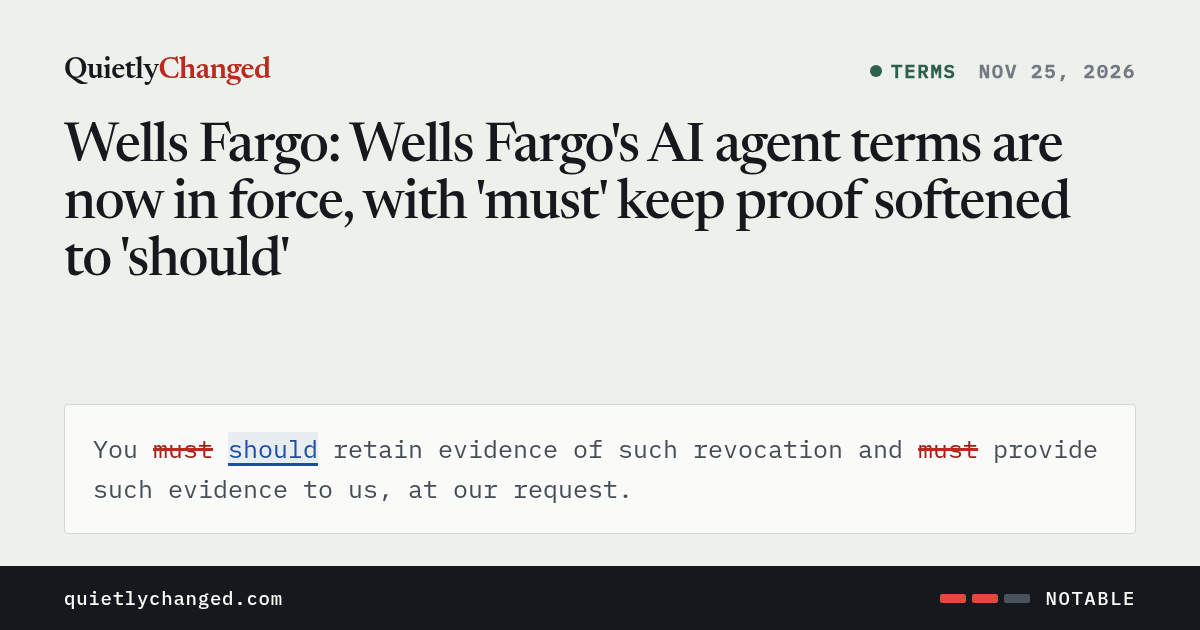 QuietlyChanged
TERMS NOV 25, 2026
Wells Fargo: Wells Fargo's AI agent terms are
now in force, with 'must' keep proof softened
to 'should'
You must should retain evidence of such revocation and must provide
such evidence to us, at our request.
quietlychanged.com
NOTABLE